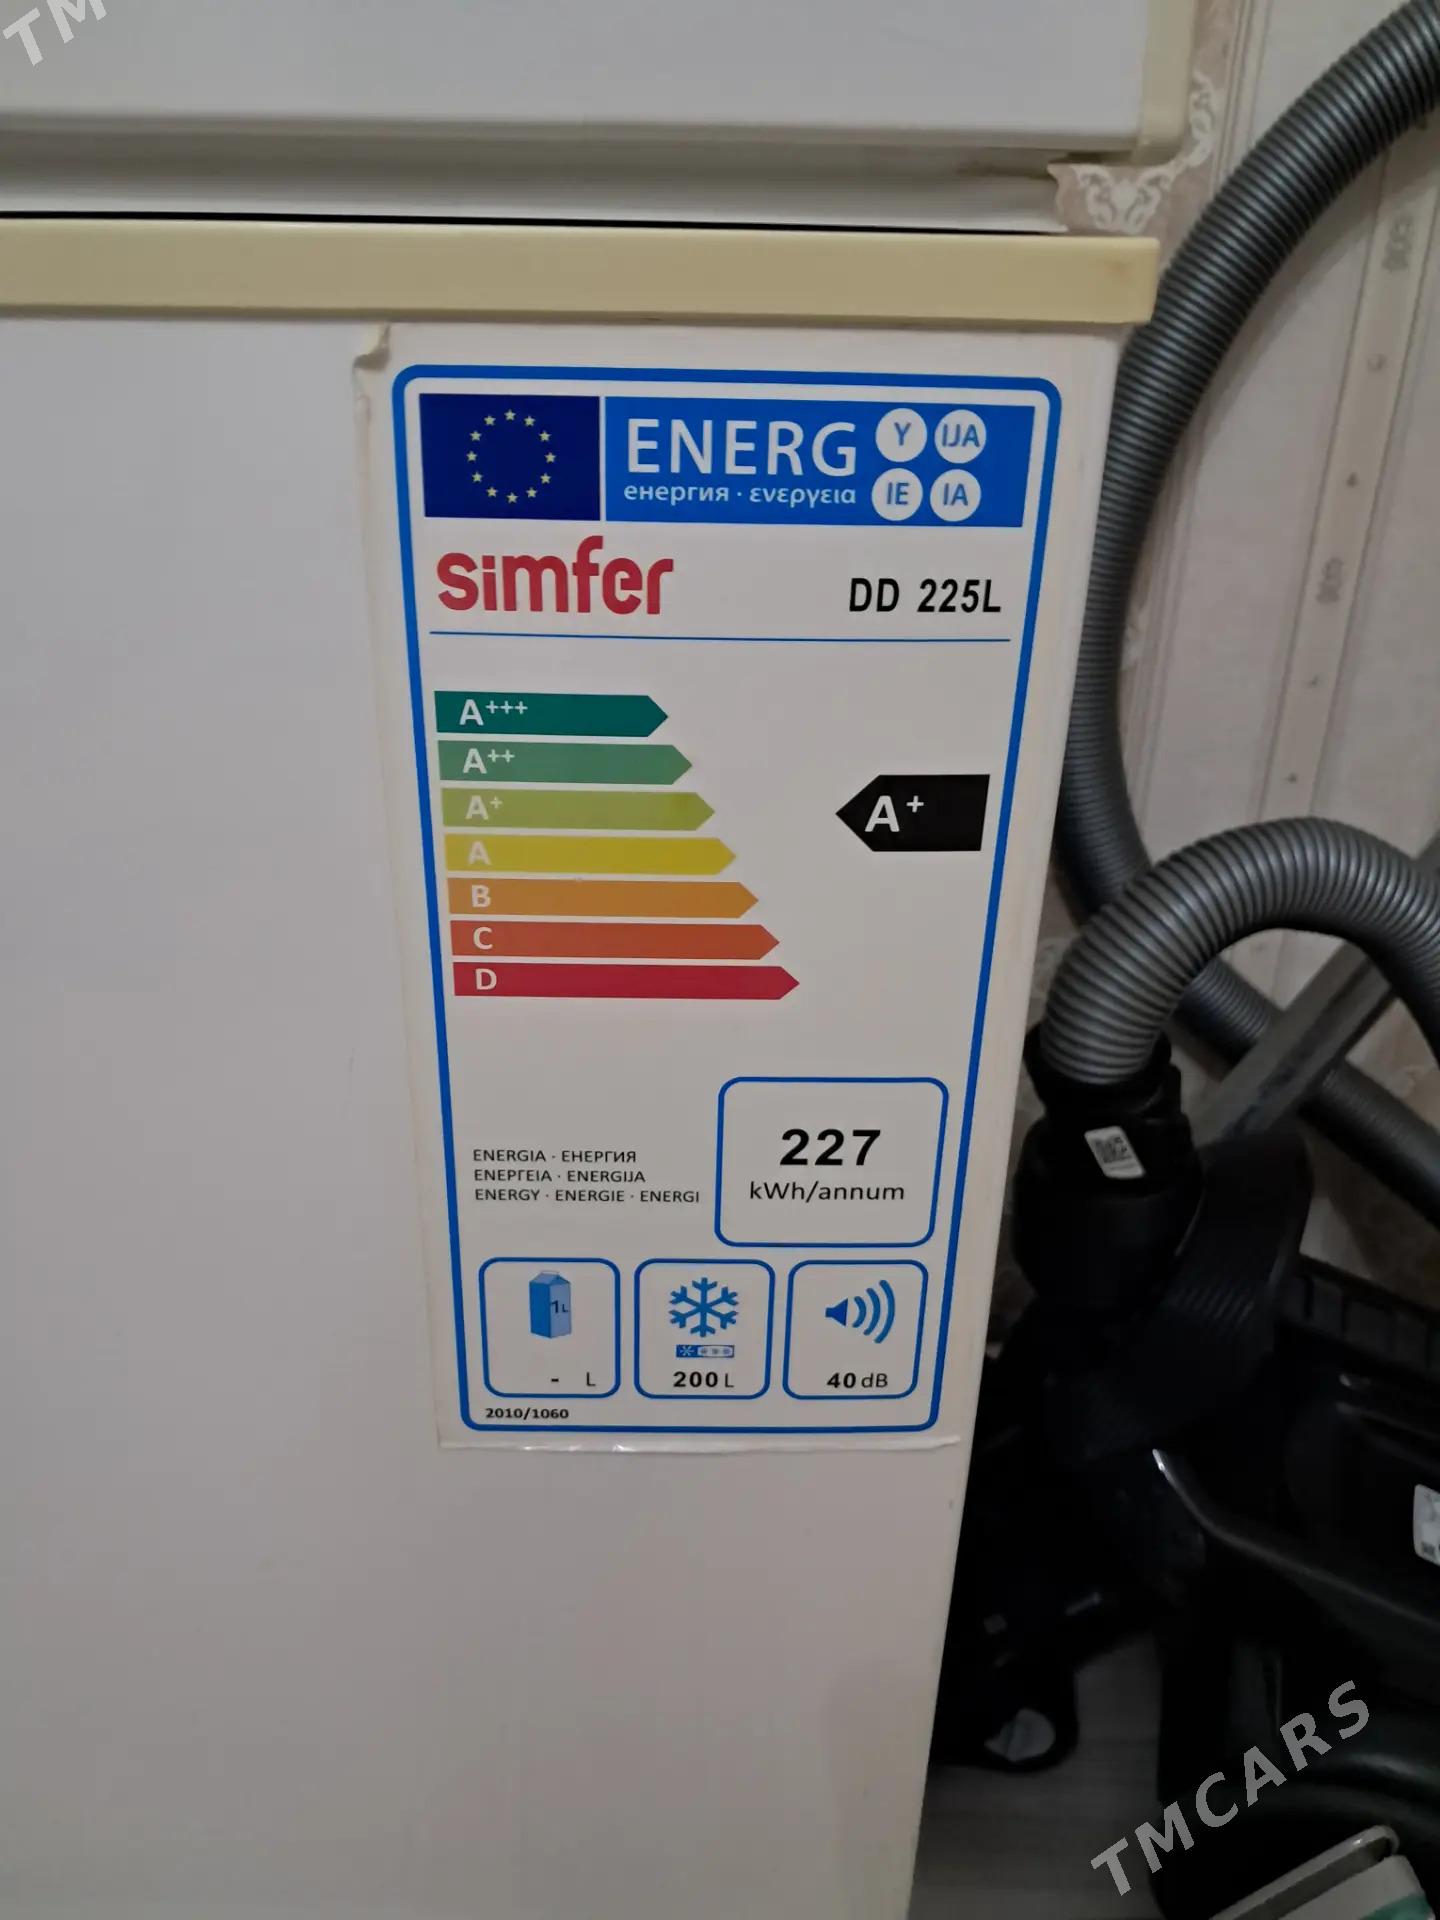 TM
ENERG Y IJA
енергия · ενεργεια IE IA
simfer DD 225L
A+++
A++
A+
A+
A
B
C
D
227
kWh/annum
ENERGIA · ЕНЕРГИЯ
ΕΝΕΡΓΕΙΑ · ENERGIJA
ENERGY · ENERGIE · ENERGI
1L
- L
200 L
40 dB
2010/1060
TMCARS